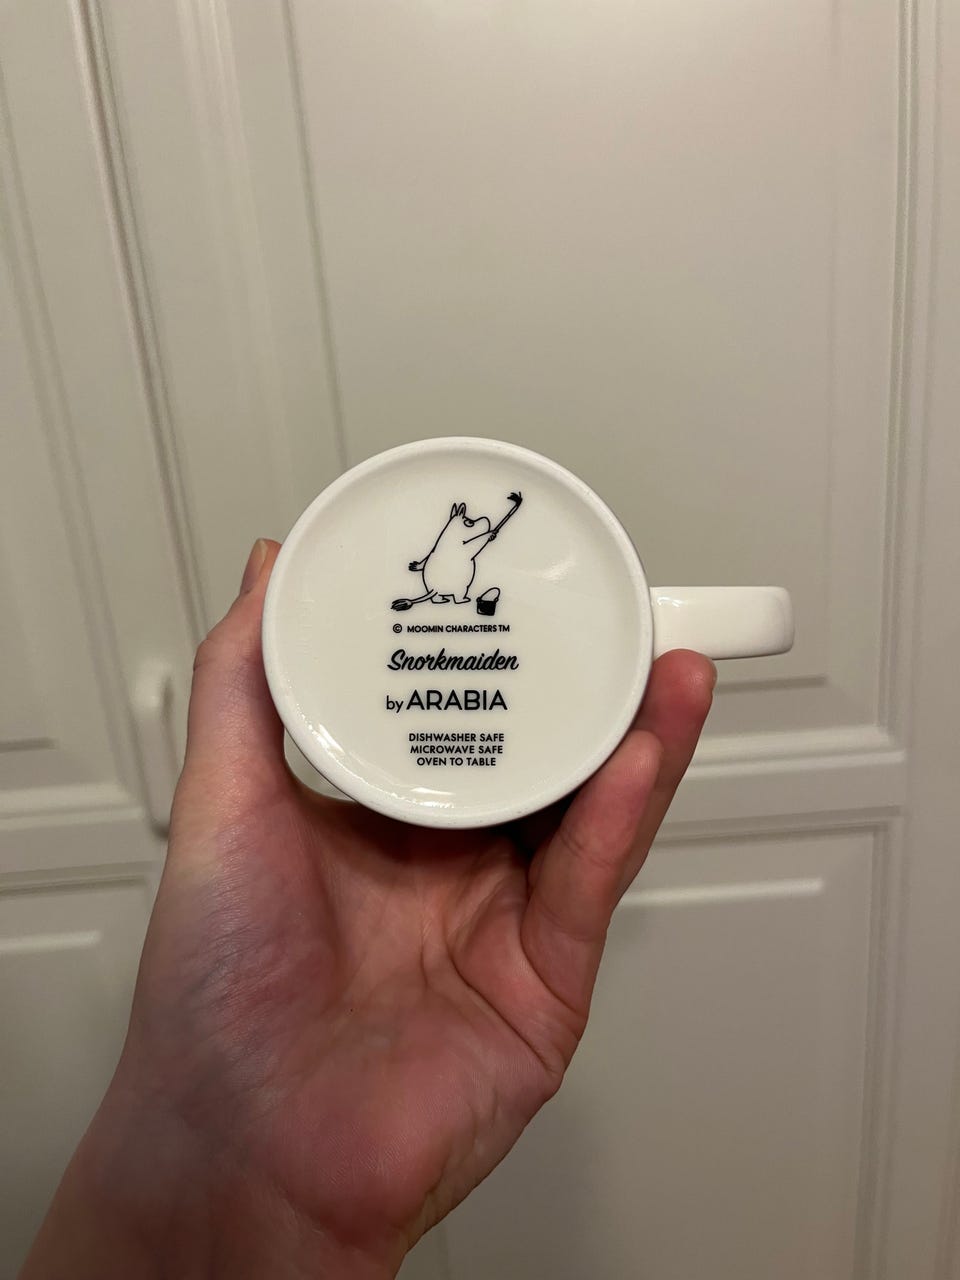 © MOOMIN CHARACTERS TM
Snorkmaiden
by ARABIA
DISHWASHER SAFE
MICROWAVE SAFE
OVEN TO TABLE